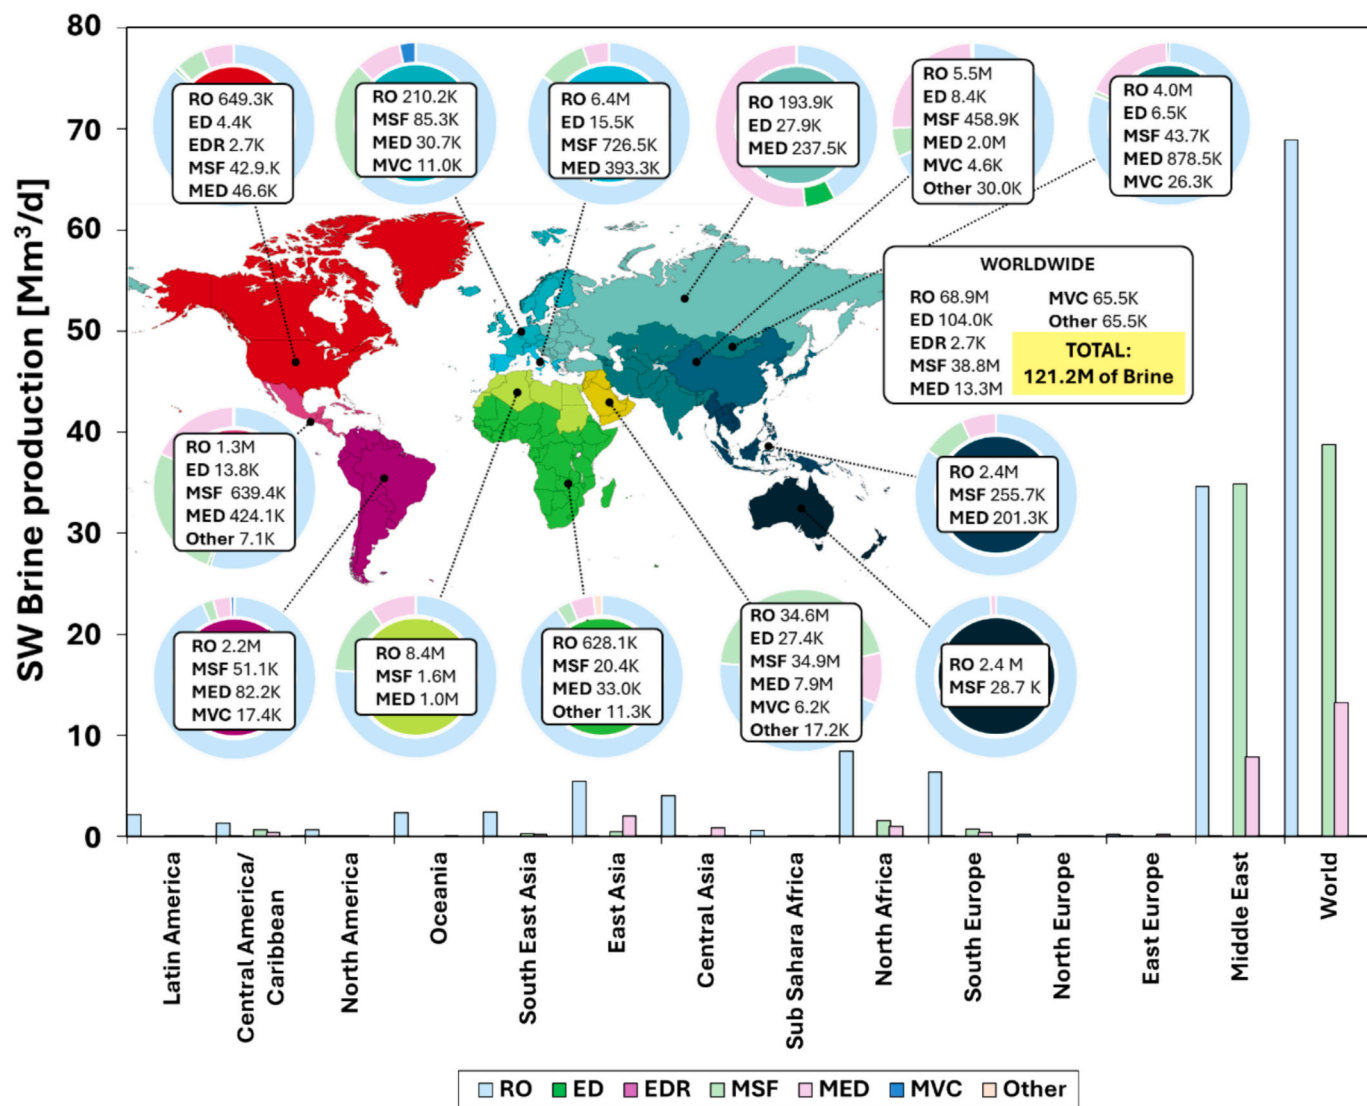 SW Brine production [Mm³/d]
80
70
60
50
40
30
20
10
0
RO 649.3K
ED 4.4K
EDR 2.7K
MSF 42.9K
MED 46.6K
RO 210.2K
MSF 85.3K
MED 30.7K
MVC 11.0K
RO 6.4M
ED 15.5K
MSF 726.5K
MED 393.3K
RO 193.9K
ED 27.9K
MED 237.5K
RO 5.5M
ED 8.4K
MSF 458.9K
MED 2.0M
MVC 4.6K
Other 30.0K
RO 4.0M
ED 6.5K
MSF 43.7K
MED 878.5K
MVC 26.3K
WORLDWIDE
RO 68.9M
ED 104.0K
EDR 2.7K
MSF 38.8M
MED 13.3M
MVC 65.5K
Other 65.5K
TOTAL:
121.2M of Brine
RO 1.3M
ED 13.8K
MSF 639.4K
MED 424.1K
Other 7.1K
RO 2.4M
MSF 255.7K
MED 201.3K
RO 2.2M
MSF 51.1K
MED 82.2K
MVC 17.4K
RO 8.4M
MSF 1.6M
MED 1.0M
RO 628.1K
MSF 20.4K
MED 33.0K
Other 11.3K
RO 34.6M
ED 27.4K
MSF 34.9M
MED 7.9M
MVC 6.2K
Other 17.2K
RO 2.4 M
MSF 28.7 K
Latin America
Central America/
Caribbean
North America
Oceania
South East Asia
East Asia
Central Asia
Sub Sahara Africa
North Africa
South Europe
North Europe
East Europe
Middle East
World
RO ED EDR MSF MED MVC Other